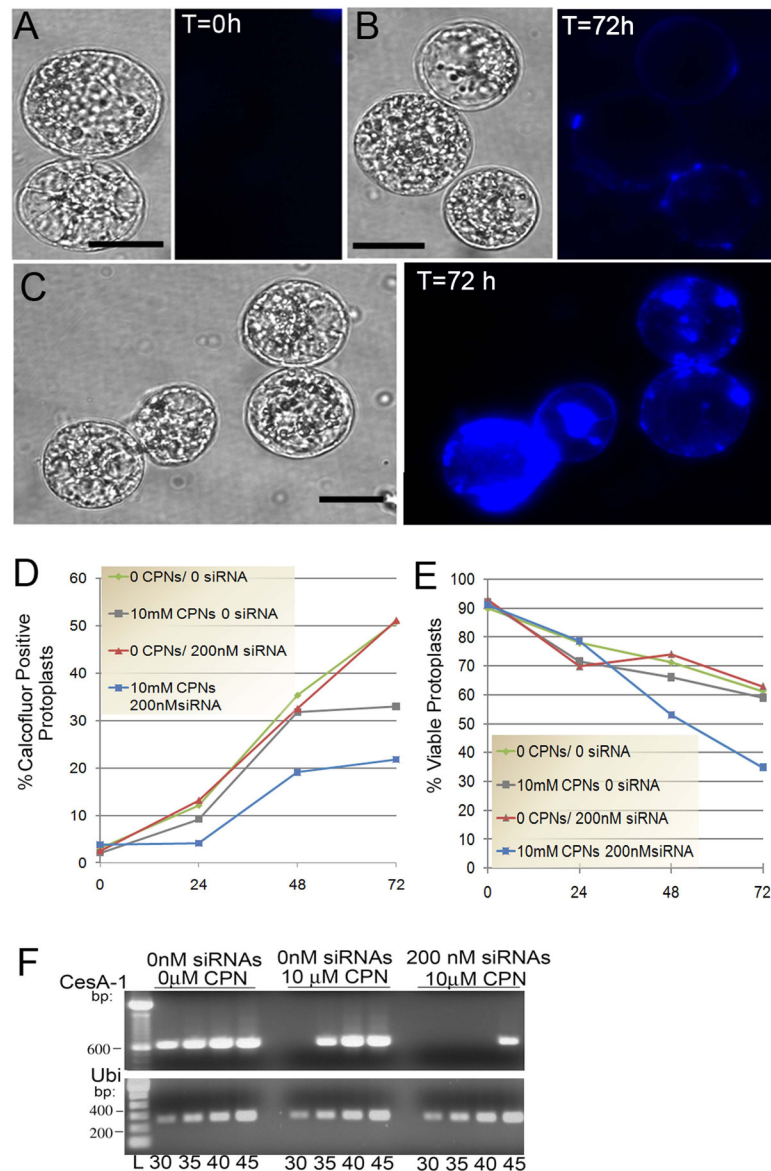 A
T=0h
B
T=72h
C
T=72 h
D
% Calcofluor Positive
Protoplasts
60
50
40
30
20
10
0
0 CPNs/ 0 siRNA
10mM CPNs 0 siRNA
0 CPNs/ 200nM siRNA
10mM CPNs
200nMsiRNA
0 24 48 72
E
% Viable Protoplasts
100
90
80
70
60
50
40
30
20
10
0
0 CPNs/ 0 siRNA
10mM CPNs 0 siRNA
0 CPNs/ 200nM siRNA
10mM CPNs 200nMsiRNA
0 24 48 72
F
0nM siRNAs 0nM siRNAs 200 nM siRNAs
CesA-1 0μM CPN 10 μM CPN 10μM CPN
bp:
600
Ubi
bp:
400
200
L 30 35 40 45 30 35 40 45 30 35 40 45